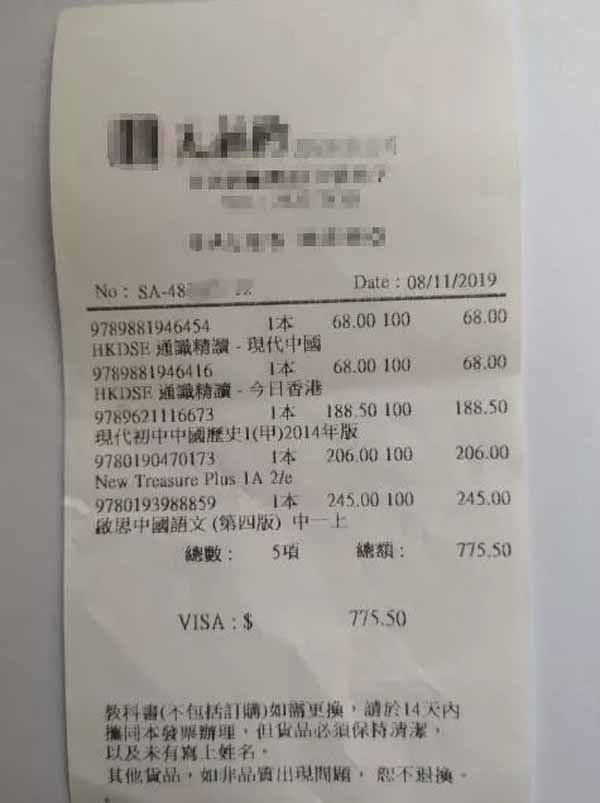 No: SA-48
Date : 08/11/2019
9789881946454 1本 68.00 100 68.00
HKDSE 通識精讀 - 現代中國
9789881946416 1本 68.00 100 68.00
HKDSE 通識精讀 - 今日香港
9789621116673 1本 188.50 100 188.50
現代初中中國歷史1(甲)2014年版
9780190470173 1本 206.00 100 206.00
New Treasure Plus 1A 2/e
9780193988859 1本 245.00 100 245.00
啟思中國語文 (第四版) 中一上
總數： 5項 總額： 775.50
VISA : $ 775.50
教科書(不包括訂購)如需更換，請於14天內
攜同本發票辦理，但貨品必須保持清潔，
以及未有寫上姓名。
其他貨品，如非品質出現問題，恕不退換。